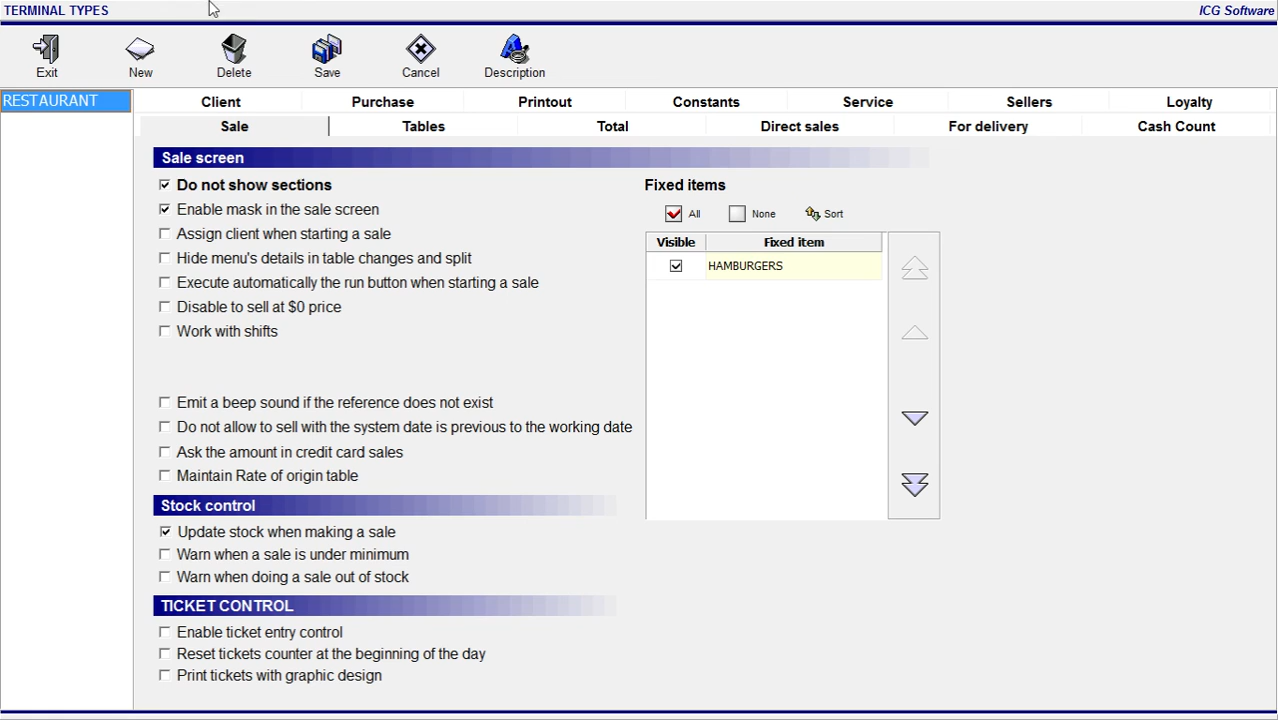 TERMINAL TYPES
ICG Software
Exit
New
Delete
Save
Cancel
Description
RESTAURANT
Client
Purchase
Printout
Constants
Service
Sellers
Loyalty
Sale
Tables
Total
Direct sales
For delivery
Cash Count
Sale screen
Do not show sections
Enable mask in the sale screen
Assign client when starting a sale
Hide menu's details in table changes and split
Execute automatically the run button when starting a sale
Disable to sell at $0 price
Work with shifts
Emit a beep sound if the reference does not exist
Do not allow to sell with the system date is previous to the working date
Ask the amount in credit card sales
Maintain Rate of origin table
Fixed items
All
None
Sort
Visible
Fixed item
HAMBURGERS
Stock control
Update stock when making a sale
Warn when a sale is under minimum
Warn when doing a sale out of stock
TICKET CONTROL
Enable ticket entry control
Reset tickets counter at the beginning of the day
Print tickets with graphic design